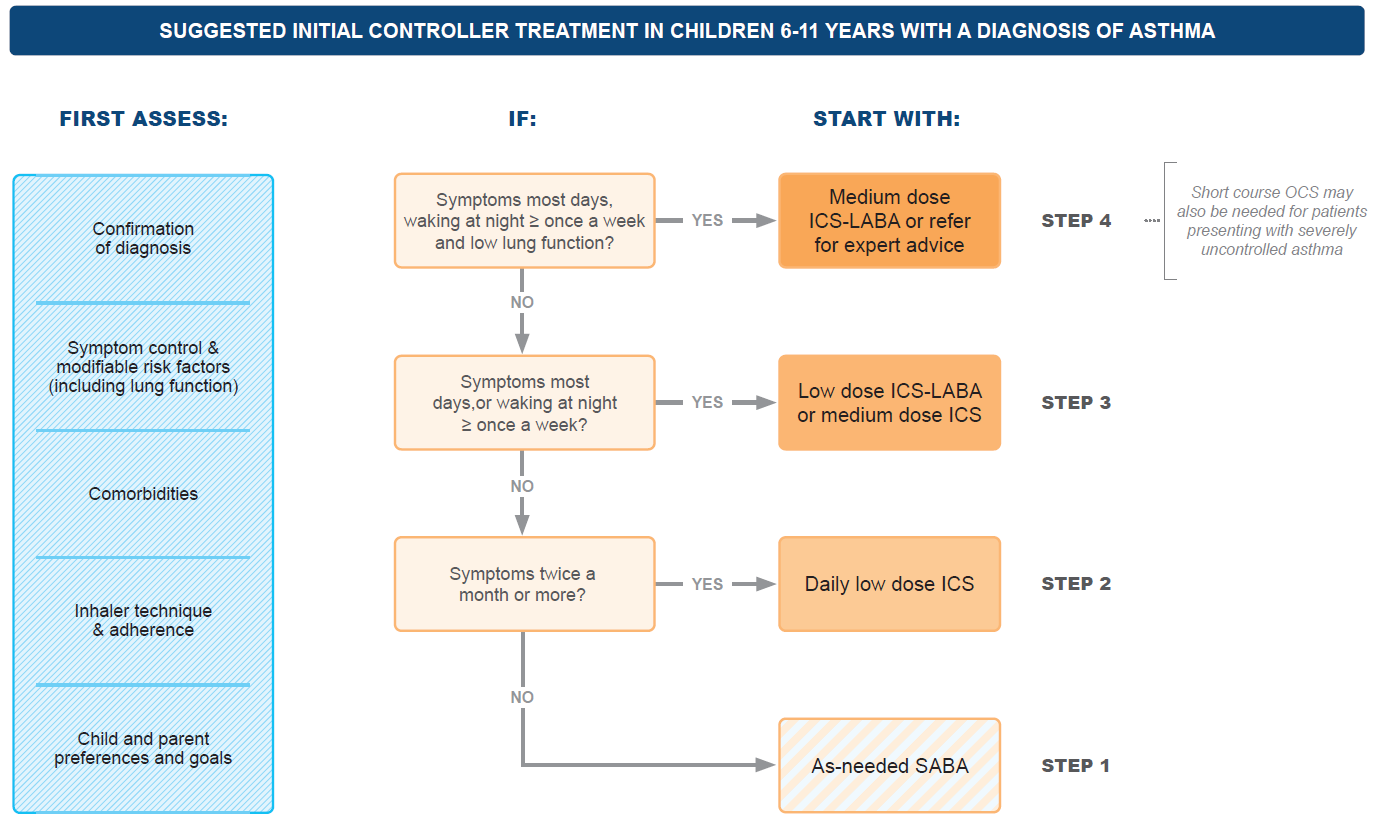 SUGGESTED INITIAL CONTROLLER TREATMENT IN CHILDREN 6-11 YEARS WITH A DIAGNOSIS OF ASTHMA
FIRST ASSESS:
Confirmation
of diagnosis
Symptom control &
modifiable risk factors
(including lung function)
Comorbidities
Inhaler technique
& adherence
Child and parent
preferences and goals
IF:
START WITH:
Symptoms most days,
waking at night ≥ once a week
and low lung function?
YES
Medium dose
ICS-LABA or refer
for expert advice
STEP 4
Short course OCS may
also be needed for patients
presenting with severely
uncontrolled asthma
NO
Symptoms most
days,or waking at night
≥ once a week?
YES
Low dose ICS-LABA
or medium dose ICS
STEP 3
NO
Symptoms twice a
month or more?
YES
Daily low dose ICS
STEP 2
NO
As-needed SABA
STEP 1